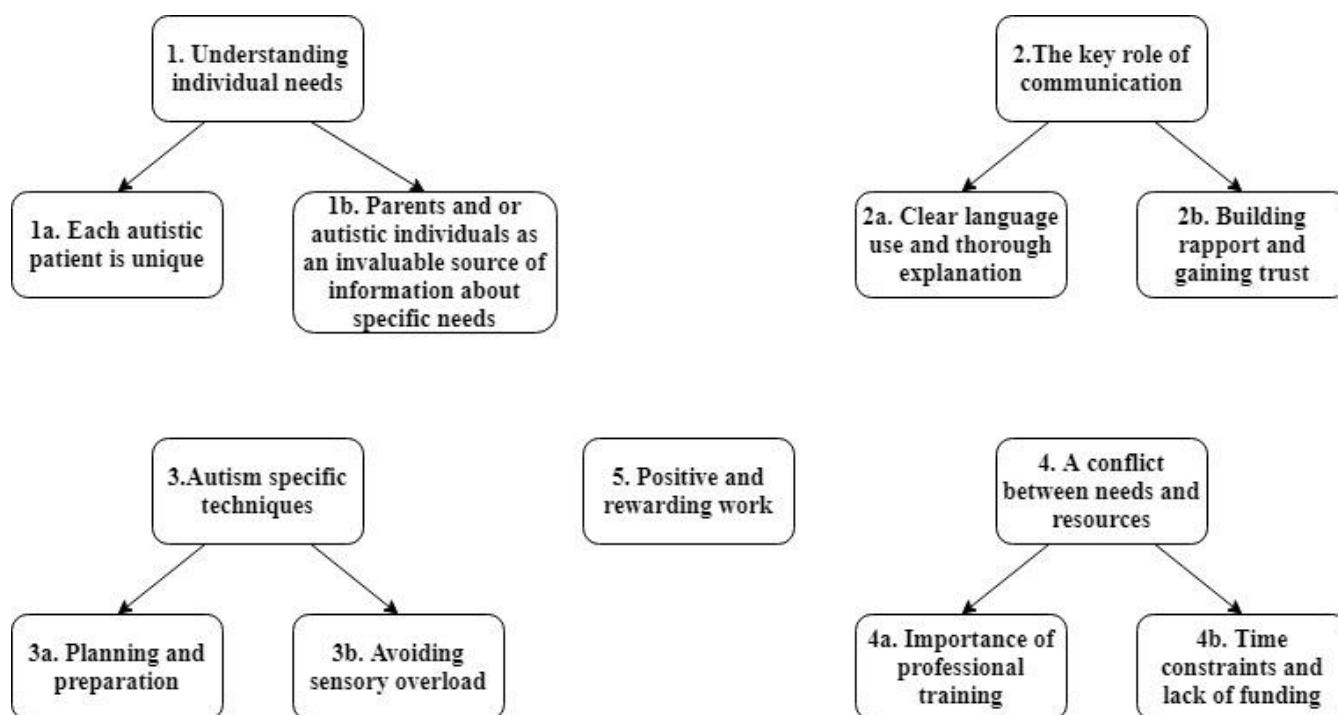 1. Understanding
individual needs
2.The key role of
communication
1a. Each autistic
patient is unique
1b. Parents and or
autistic individuals as
an invaluable source of
information about
specific needs
2a. Clear language
use and thorough
explanation
2b. Building
rapport and
gaining trust
3.Autism specific
techniques
5. Positive and
rewarding work
4. A conflict
between needs and
resources
3a. Planning and
preparation
3b. Avoiding
sensory overload
4a. Importance of
professional
training
4b. Time
constraints and
lack of funding